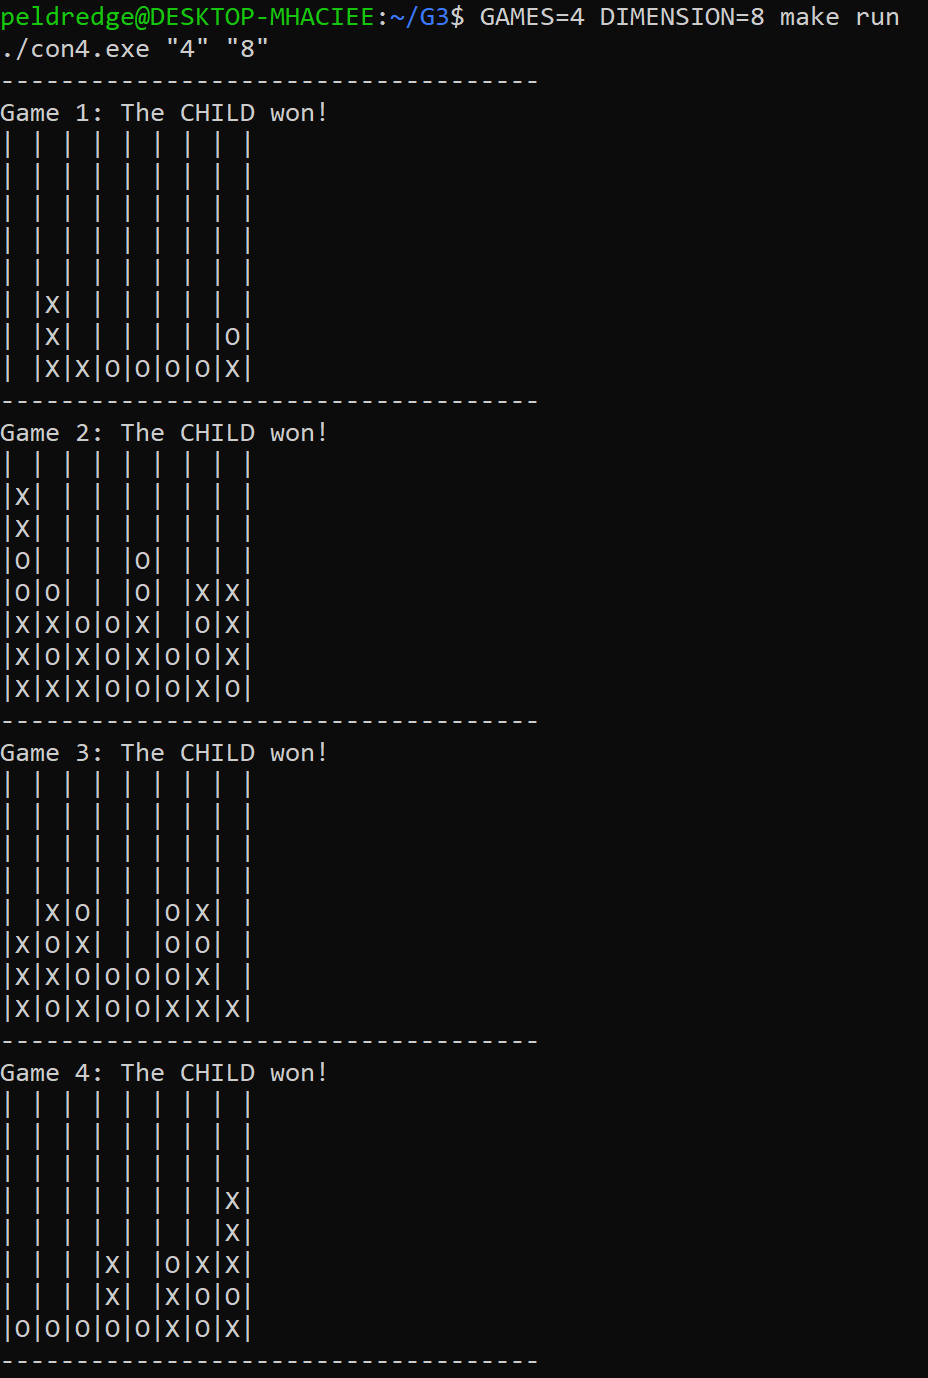 peldredge@DESKTOP-MHACIEE:~/G3$ GAMES=4 DIMENSION=8 make run
./con4.exe "4" "8"
------------------------------------
Game 1: The CHILD won!
| | | | | | | | |
| | | | | | | | |
| | | | | | | | |
| | | | | | | | |
| | | | | | | | |
| |X| | | | | | |
| |X| | | | | |O|
| |X|X|O|O|O|O|X|
------------------------------------
Game 2: The CHILD won!
| | | | | | | | |
|X| | | | | | | |
|X| | | | | | | |
|O| | | |O| | | |
|O|O| | |O| |X|X|
|X|X|O|O|X| |O|X|
|X|O|X|O|X|O|O|X|
|X|X|X|O|O|O|X|O|
------------------------------------
Game 3: The CHILD won!
| | | | | | | | |
| | | | | | | | |
| | | | | | | | |
| | | | | | | | |
| |X|O| | |O|X| |
|X|O|X| | |O|O| |
|X|X|O|O|O|O|X| |
|X|O|X|O|O|X|X|X|
------------------------------------
Game 4: The CHILD won!
| | | | | | | | |
| | | | | | | | |
| | | | | | | | |
| | | | | | | |X|
| | | | | | | |X|
| | | |X| |O|X|X|
| | | |X| |X|O|O|
|O|O|O|O|O|X|O|X|
------------------------------------